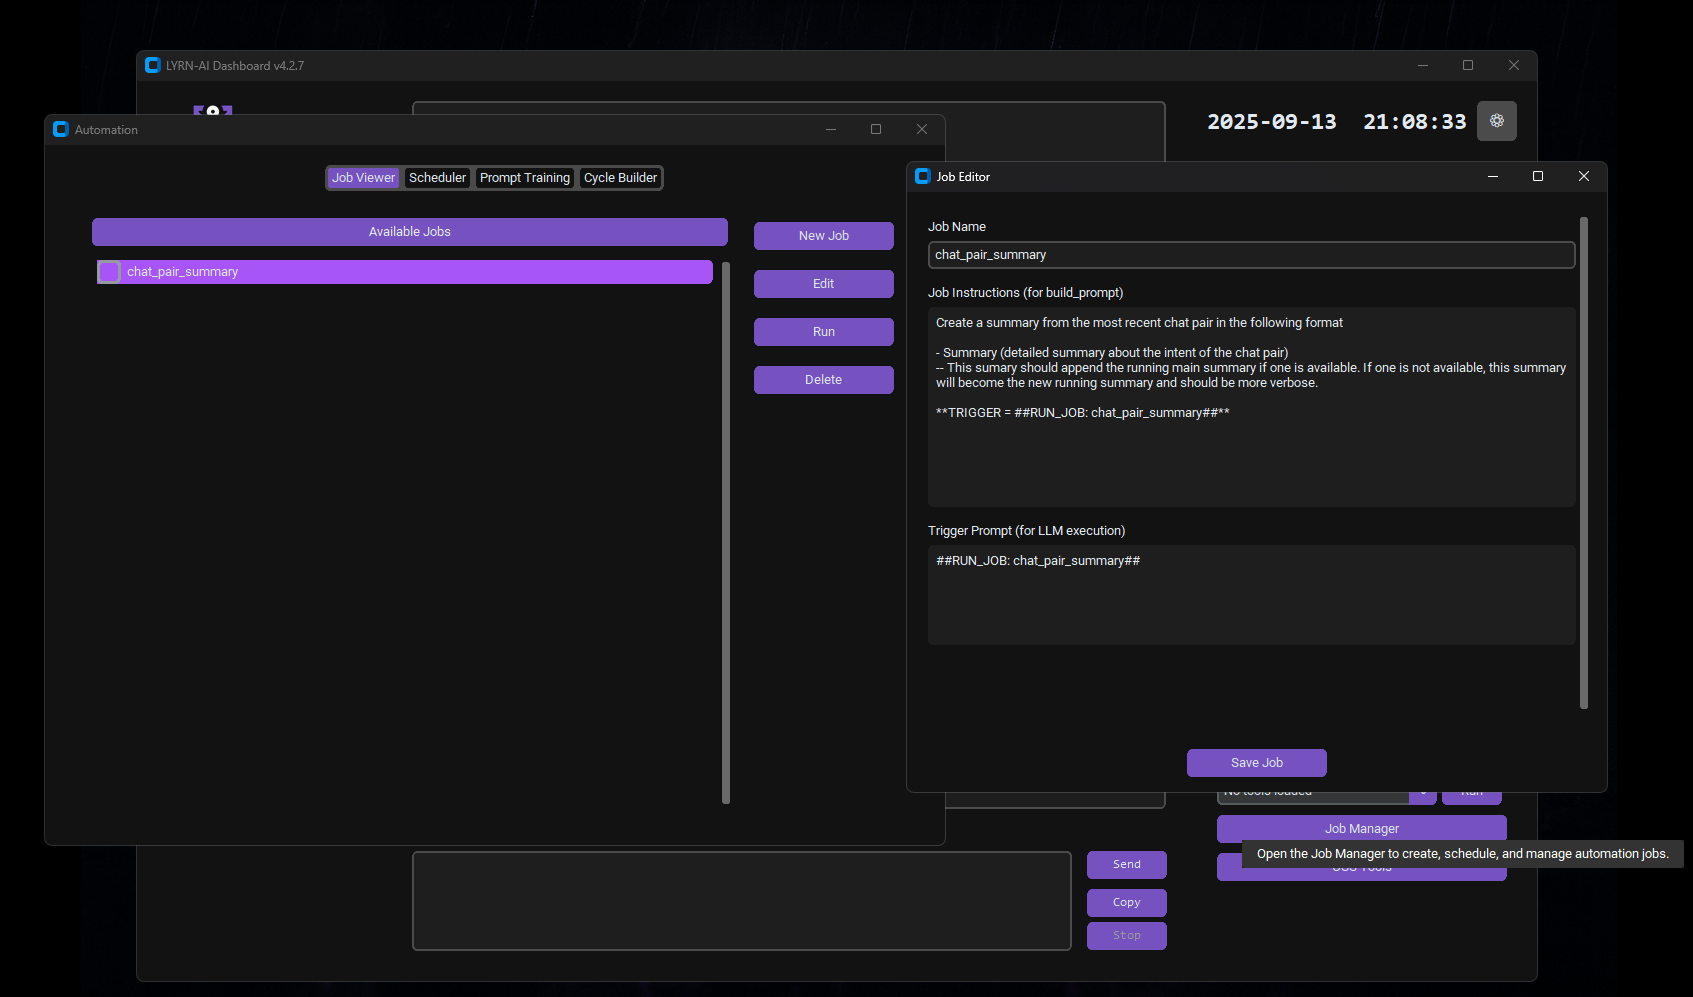 LYRN-AI Dashboard v4.2.7
2025-09-13 21:08:33
Automation
Job Viewer
Scheduler
Prompt Training
Cycle Builder
Available Jobs
chat_pair_summary
New Job
Edit
Run
Delete
Job Editor
Job Name
chat_pair_summary
Job Instructions (for build_prompt)
Create a summary from the most recent chat pair in the following format
- Summary (detailed summary about the intent of the chat pair)
-- This sumary should append the running main summary if one is available. If one is not available, this summary
will become the new running summary and should be more verbose.
**TRIGGER = ##RUN_JOB: chat_pair_summary##**
Trigger Prompt (for LLM execution)
##RUN_JOB: chat_pair_summary##
Save Job
No tools loaded
Run
Job Manager
Open the Job Manager to create, schedule, and manage automation jobs.
Tools
Send
Copy
Stop